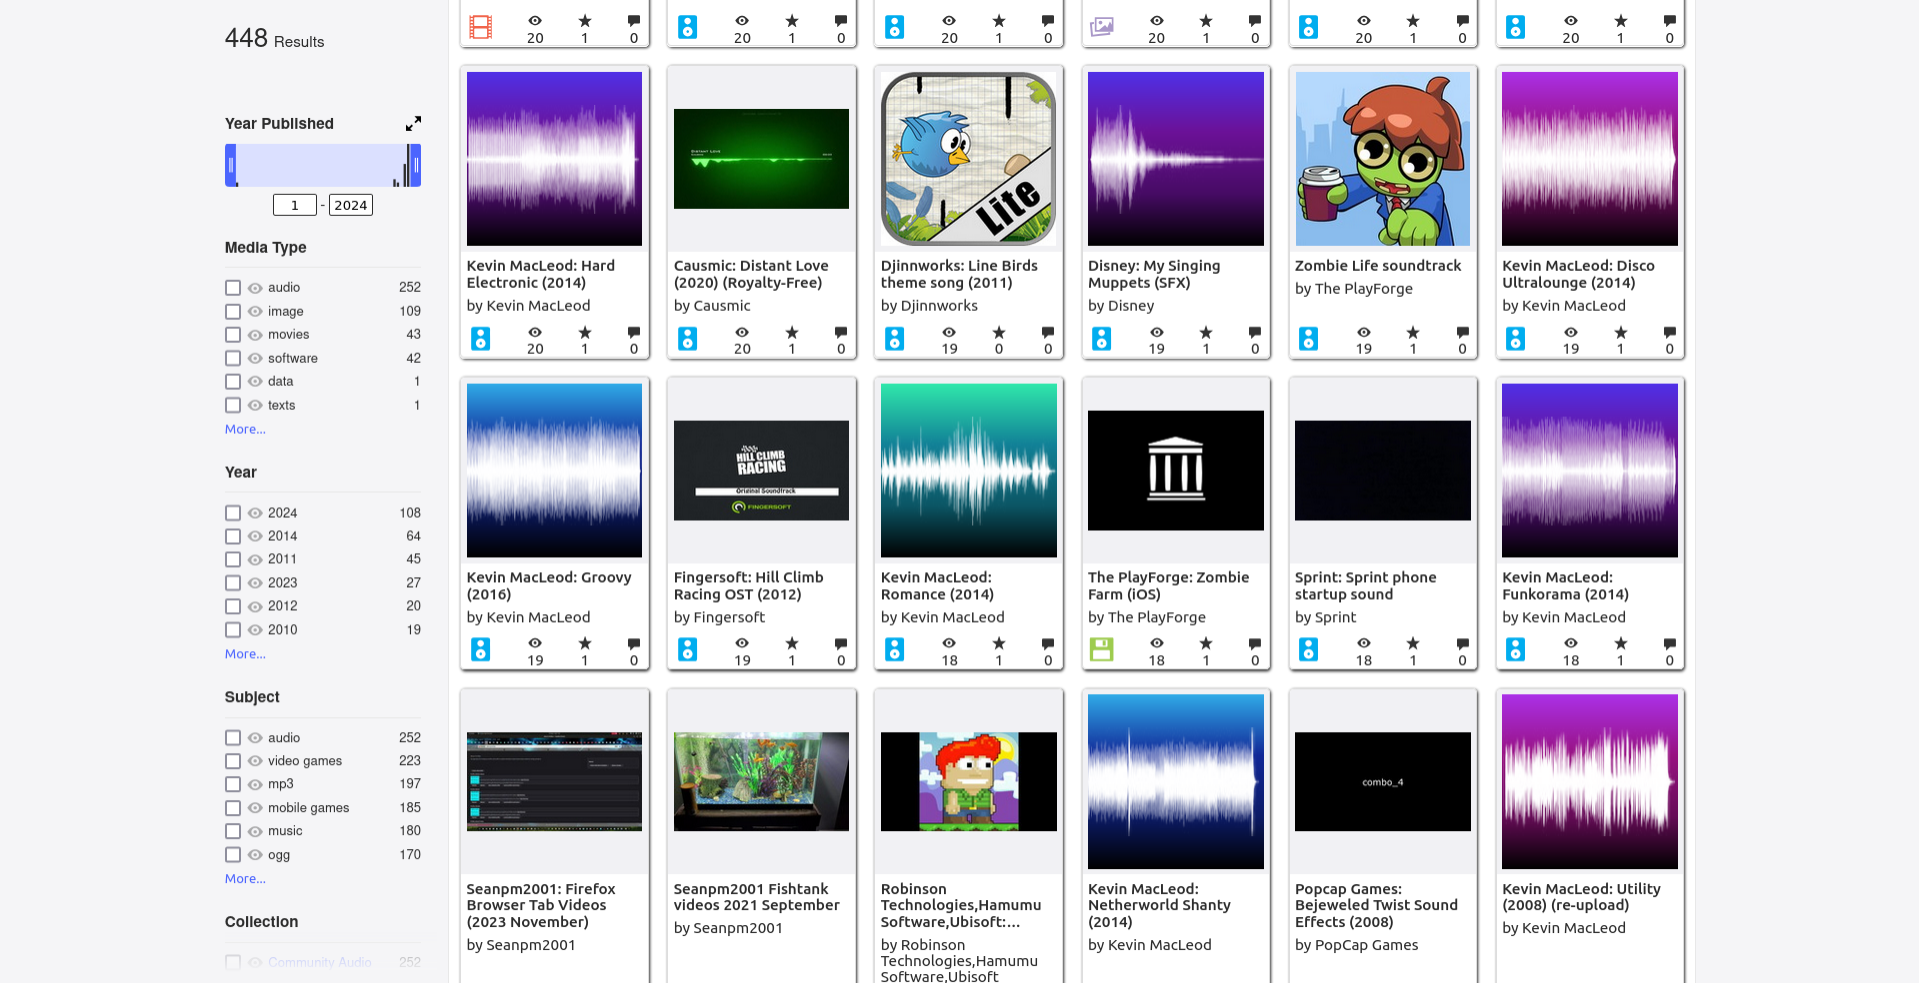 448 Results
Year Published
1 - 2024
Media Type
audio 252
image 109
movies 43
software 42
data 1
texts 1
More...
Year
2024 108
2014 64
2011 45
2023 27
2012 20
2010 19
More...
Subject
audio 252
video games 223
mp3 197
mobile games 185
music 180
ogg 170
More...
Collection
Community Audio 252
20 1 0
20 1 0
20 1 0
20 1 0
20 1 0
20 1 0
Kevin MacLeod: Hard
Electronic (2014)
by Kevin MacLeod
20 1 0
Distant Love
Causmic: Distant Love
(2020) (Royalty-Free)
by Causmic
20 1 0
Lite
Djinnworks: Line Birds
theme song (2011)
by Djinnworks
19 0 0
Disney: My Singing
Muppets (SFX)
by Disney
19 1 0
Zombie Life soundtrack
by The PlayForge
19 1 0
Kevin MacLeod: Disco
Ultralounge (2014)
by Kevin MacLeod
19 1 0
Kevin MacLeod: Groovy
(2016)
by Kevin MacLeod
19 1 0
HILL CLIMB
RACING
Original Soundtrack
FINGERSOFT
Fingersoft: Hill Climb
Racing OST (2012)
by Fingersoft
19 1 0
Kevin MacLeod:
Romance (2014)
by Kevin MacLeod
18 1 0
The PlayForge: Zombie
Farm (iOS)
by The PlayForge
18 1 0
Sprint: Sprint phone
startup sound
by Sprint
18 1 0
Kevin MacLeod:
Funkorama (2014)
by Kevin MacLeod
18 1 0
Seanpm2001: Firefox
Browser Tab Videos
(2023 November)
by Seanpm2001
Seanpm2001 Fishtank
videos 2021 September
by Seanpm2001
Robinson
Technologies,Hamumu
Software,Ubisoft:...
by Robinson
Technologies,Hamumu
Software,Ubisoft
Kevin MacLeod:
Netherworld Shanty
(2014)
by Kevin MacLeod
combo_4
Popcap Games:
Bejeweled Twist Sound
Effects (2008)
by PopCap Games
Kevin MacLeod: Utility
(2008) (re-upload)
by Kevin MacLeod